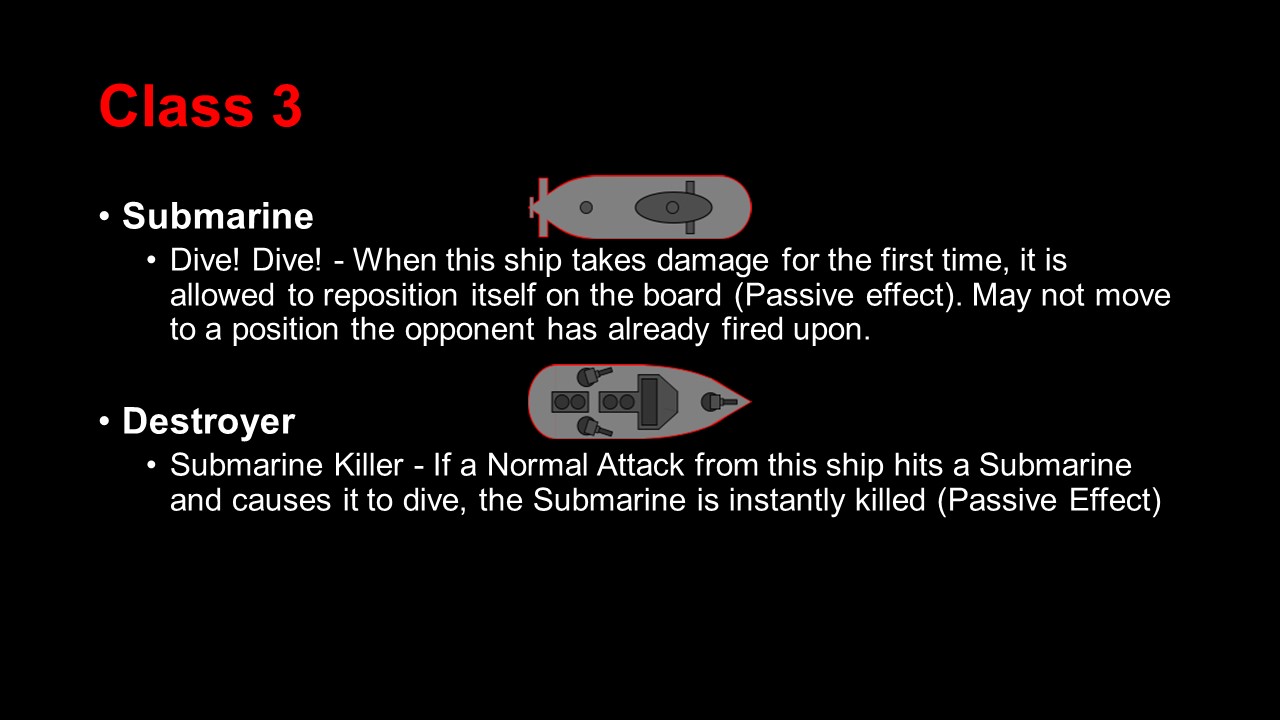 Class 3
• Submarine
• Dive! Dive! - When this ship takes damage for the first time, it is
allowed to reposition itself on the board (Passive effect). May not move
to a position the opponent has already fired upon.
• Destroyer
• Submarine Killer - If a Normal Attack from this ship hits a Submarine
and causes it to dive, the Submarine is instantly killed (Passive Effect)